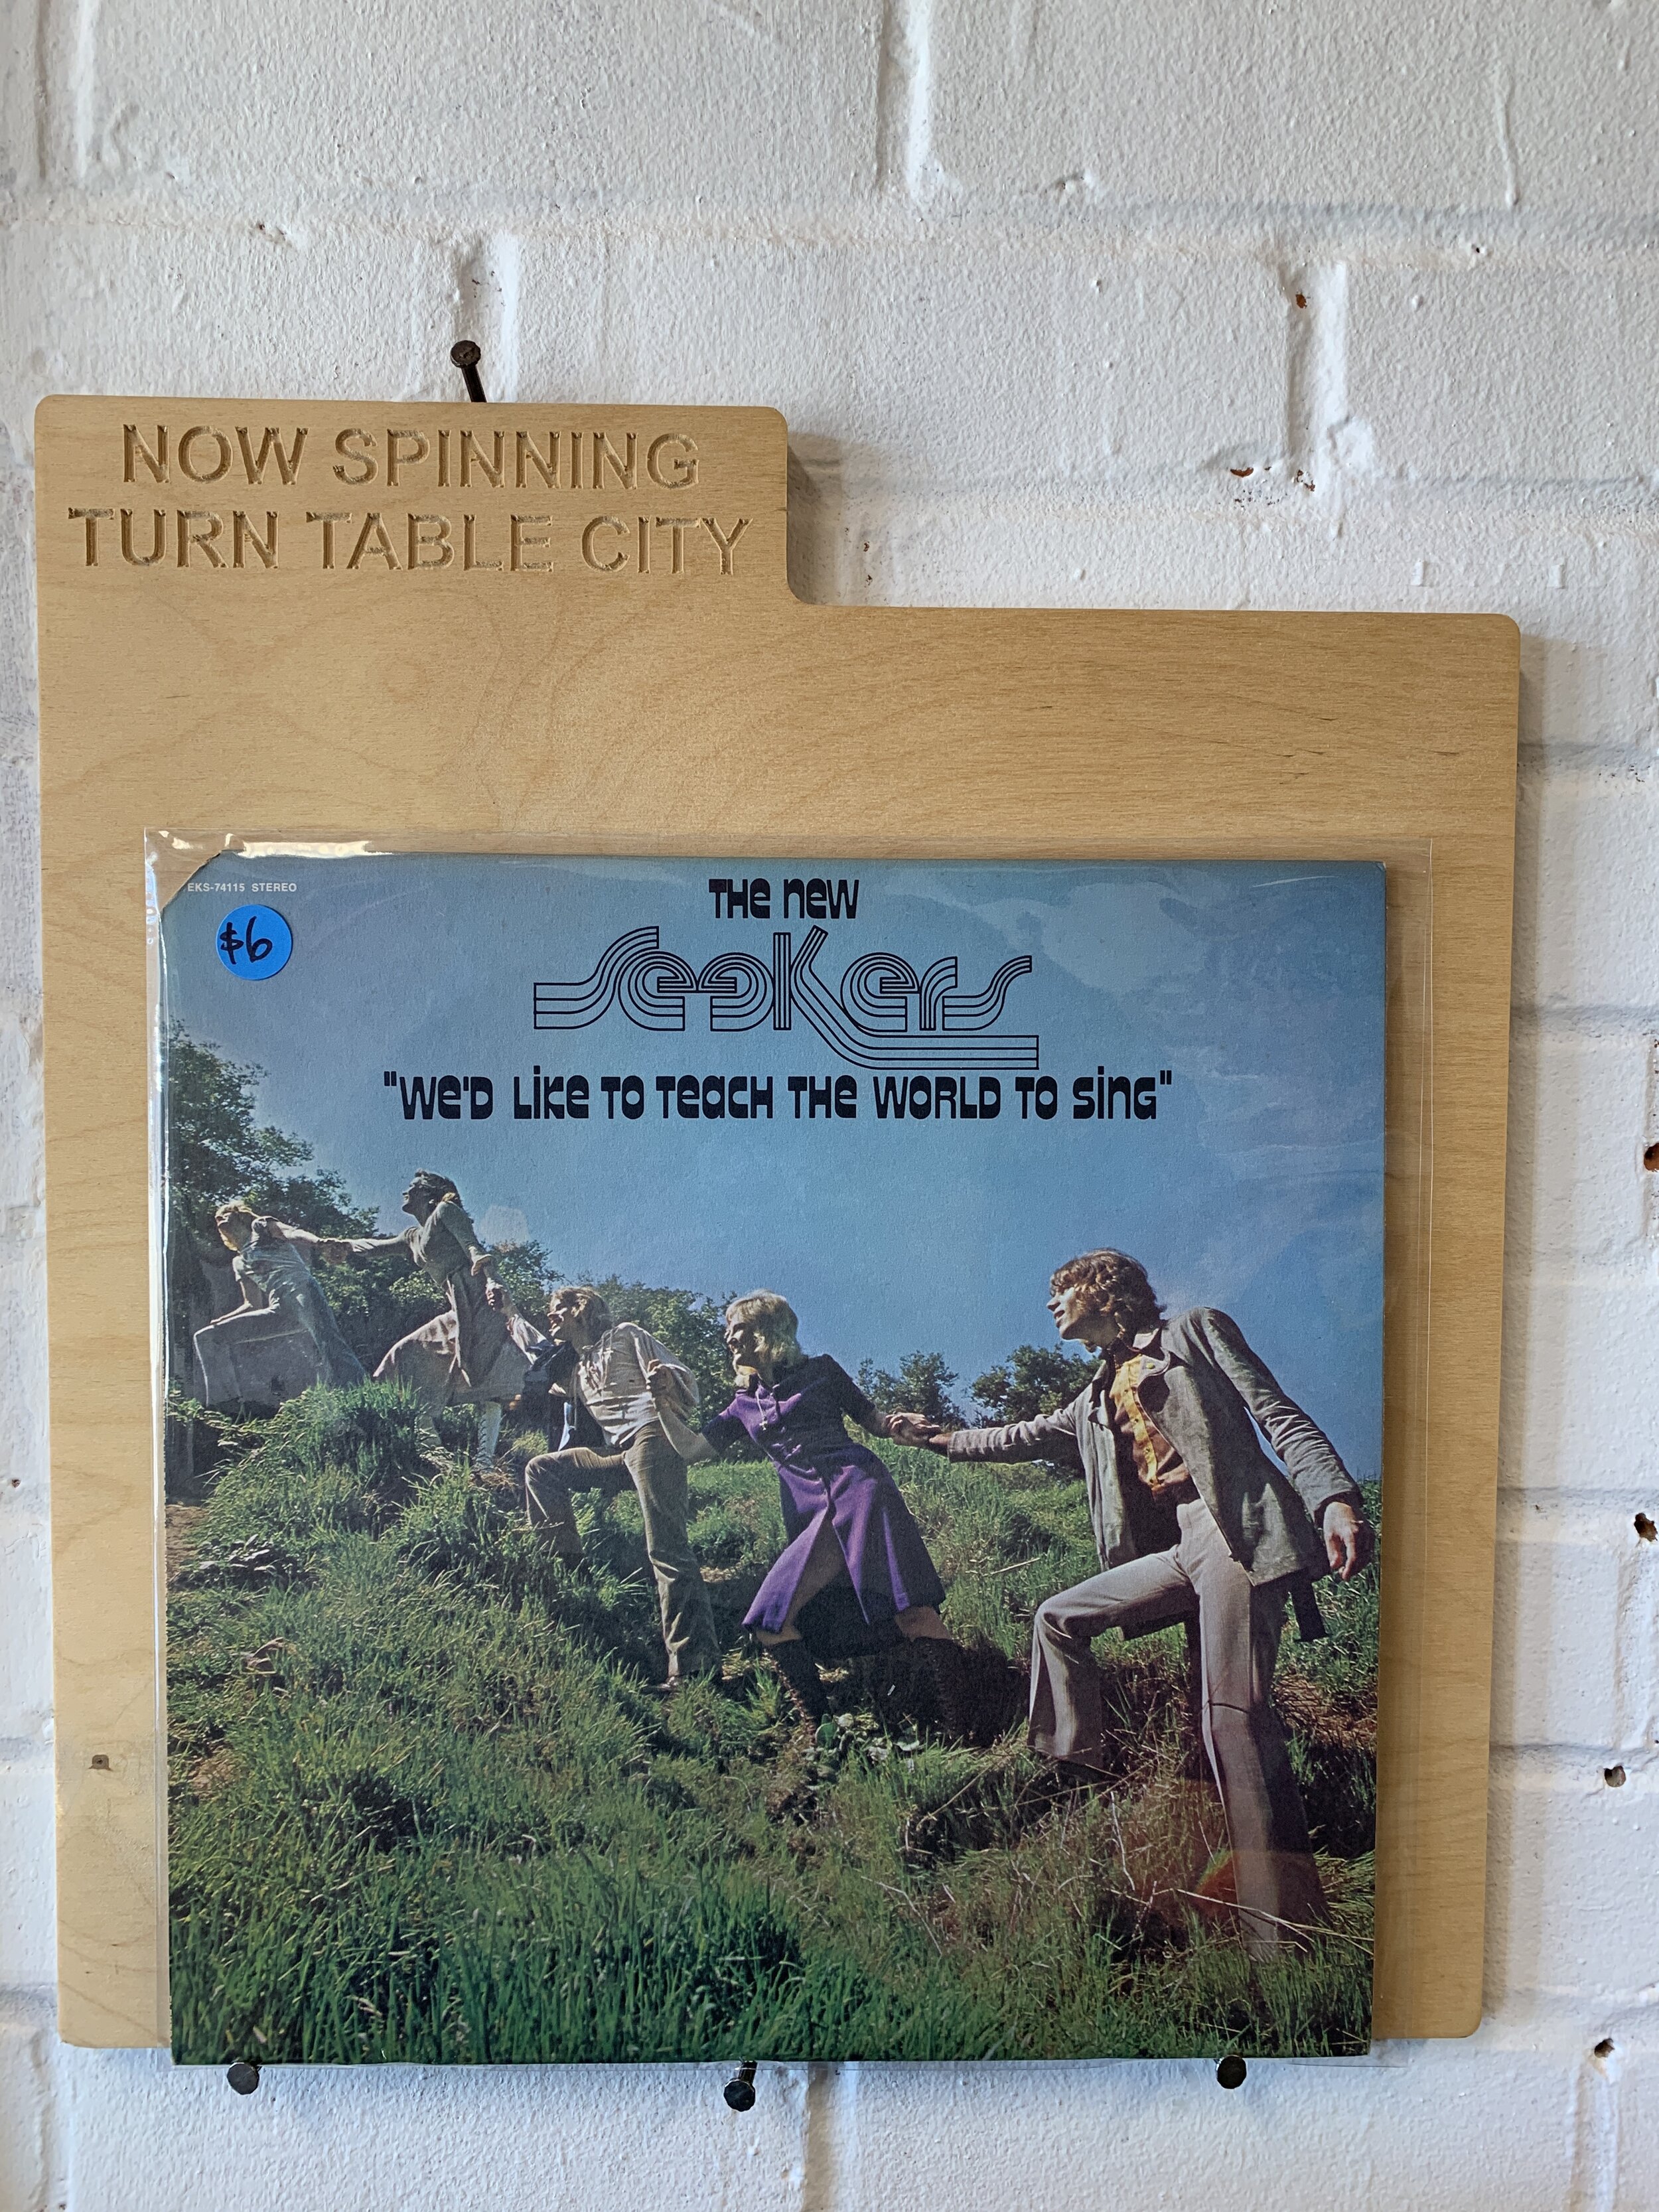 NOW SPINNING
TURN TABLE CITY
EKS-74115 STEREO
$6
THE NEW
SEEKERS
"WE'D LIKE TO TEACH THE WORLD TO SING"